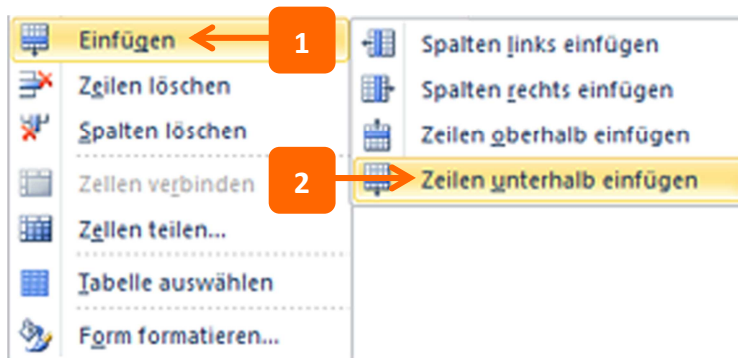 Einfügen
1
Zeilen löschen
Spalten löschen
Zellen verbinden
2
Zellen teilen...
Tabelle auswählen
Form formatieren...
Spalten links einfügen
Spalten rechts einfügen
Zeilen oberhalb einfügen
Zeilen unterhalb einfügen